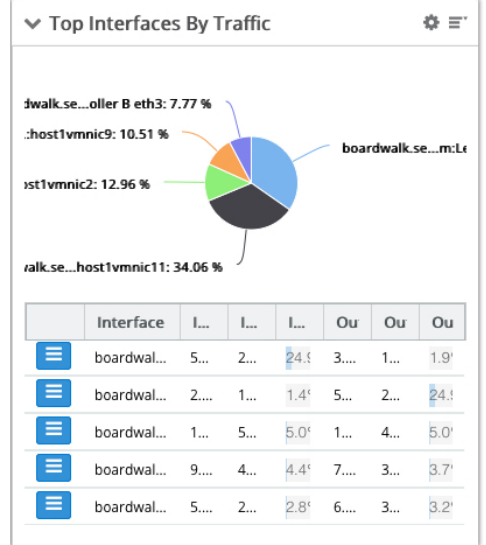 Top Interfaces By Traffic
dwalk.se...oller B eth3: 7.77 %
.:host1vmnic9: 10.51 %
boardwalk.se...m:Le
ost1vmnic2: 12.96 %
valk.se...host1vmnic11: 34.06 %
Interface I... I... I... Ou Ou Ou
boardwal... 5.... 2... 24.9 3.... 1... 1.9
boardwal... 2.... 1... 1.4 5... 2... 24.
boardwal... 1... 5... 5.0 1... 4... 5.0
boardwal... 9.... 4... 4.4 7.... 3... 3.7
boardwal... 5.... 2... 2.8 6.... 3... 3.2